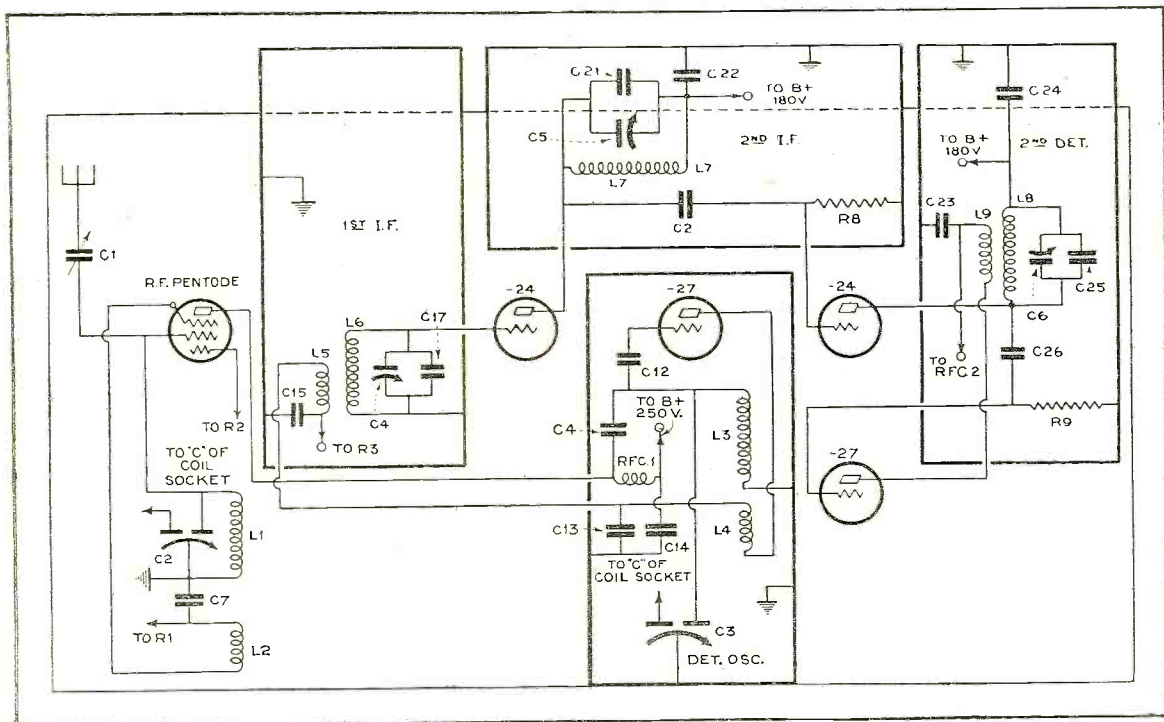 C1
R.F. PENTODE
TO R2
TO "C" OF
COIL
SOCKET
C2
L1
C7
TO R1
L2
1ST I.F.
L5
L6
C17
C15
C4
TO R3
C21
C22
TO B+
180V
C5
2ND I.F.
L7
L7
C2
R8
-24
-27
C12
TO B+
250 V.
C4
L3
RFC.1
C13
C14
L4
TO "C" OF
COIL SOCKET
C3
DET. OSC.
-24
-27
C24
TO B+
180V
2ND DET.
C23
L9
L8
C25
C6
TO
RFC.2
C26
R9